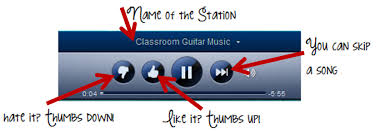 Name of the Station
Classroom Guitar Music
You can skip
a song
0:04
-5:55
hate it? Thumbs down!
Like it? Thumbs up!